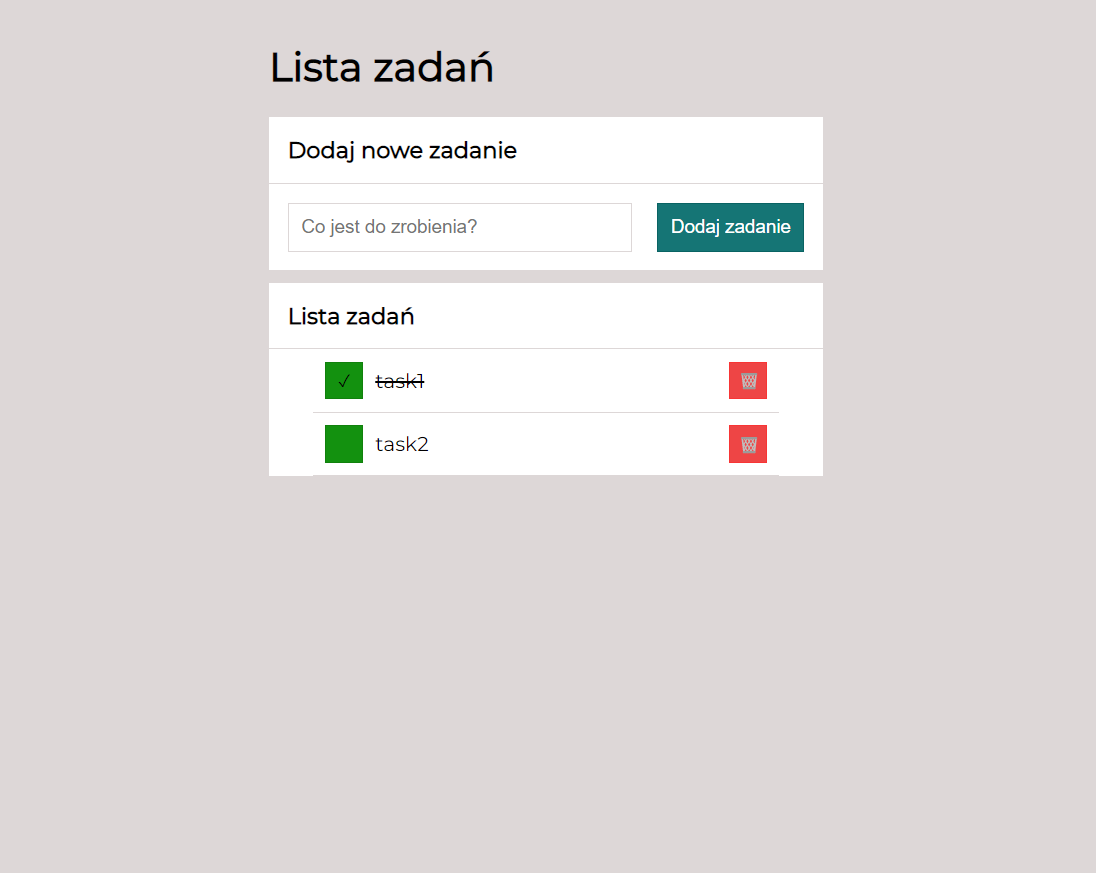 Lista zadań
Dodaj nowe zadanie
Co jest do zrobienia?
Dodaj zadanie
Lista zadań
✓ task1
task2